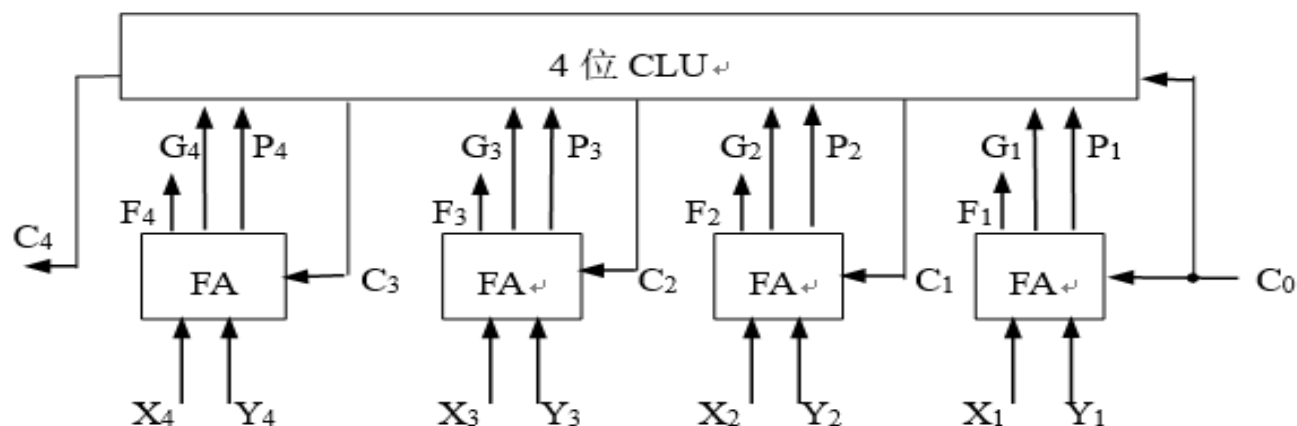 4 位 CLU↵
G4 P4 G3 P3 G2 P2 G1 P1
F4 F3 F2 F1
C4 FA C3 FA↵ C2 FA↵ C1 FA↵ C0
X4 Y4 X3 Y3 X2 Y2 X1 Y1